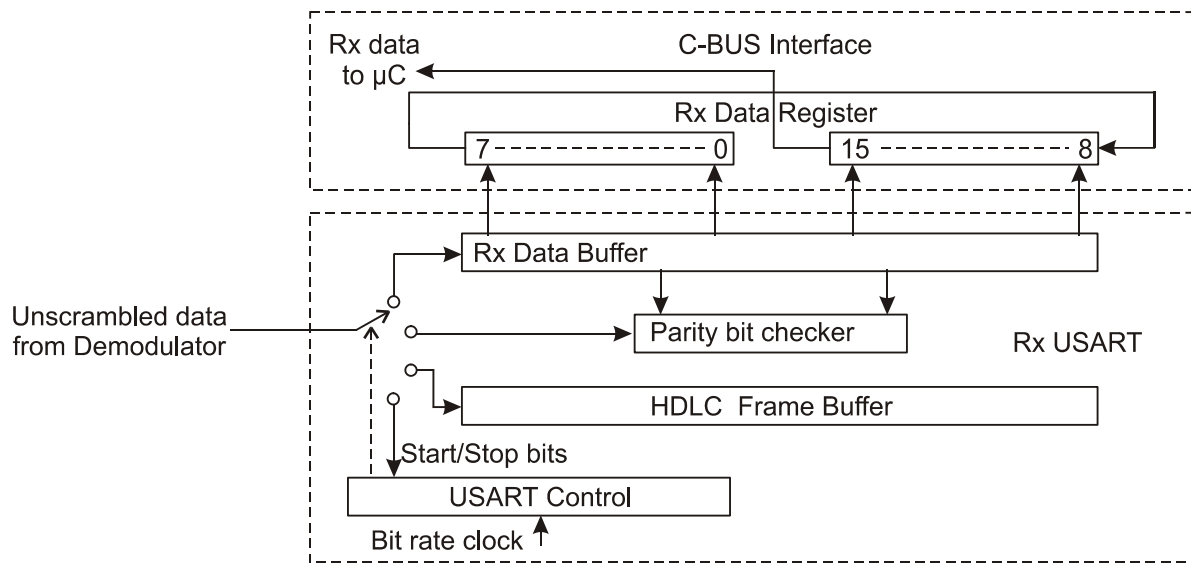 Rx data
to µC
C-BUS Interface
Rx Data Register
7 0
15 8
Rx Data Buffer
Unscrambled data
from Demodulator
Parity bit checker
Rx USART
HDLC Frame Buffer
Start/Stop bits
USART Control
Bit rate clock